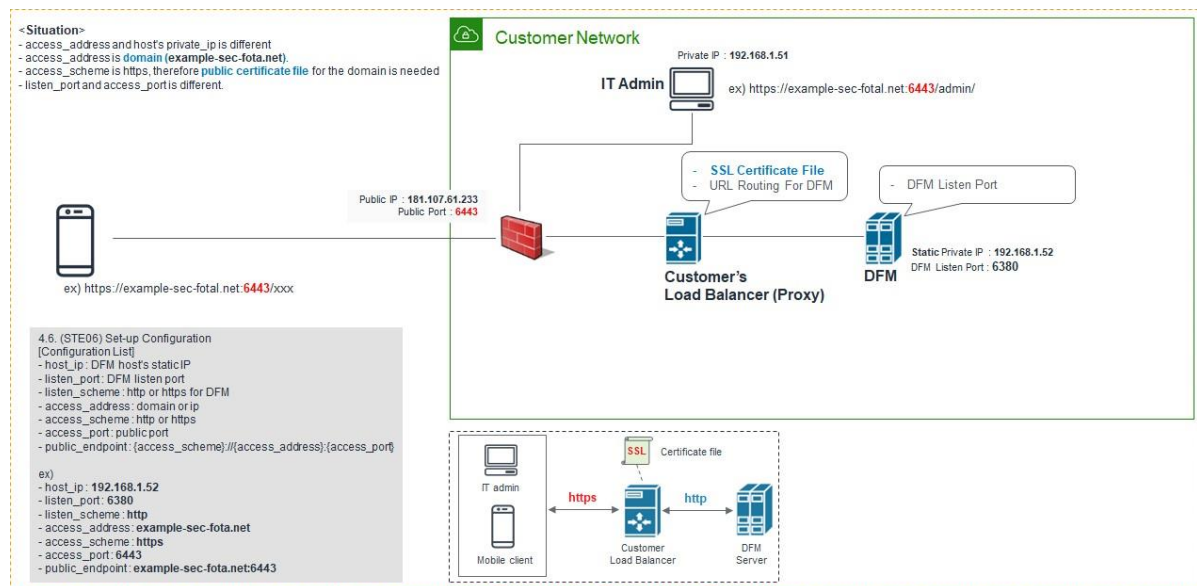 <Situation>
- access_address and host's private_ip is different
- access_address is domain (example-sec-fota.net).
- access_scheme is https, therefore public certificate file for the domain is needed
- listen_port and access_port is different.
Customer Network
Private IP : 192.168.1.51
IT Admin
ex) https://example-sec-fotal.net:6443/admin/
- SSL Certificate File
- URL Routing For DFM
- DFM Listen Port
Public IP : 181.107.61.233
Public Port : 6443
Static Private IP : 192.168.1.52
DFM Listen Port : 6380
Customer's
Load Balancer (Proxy)
DFM
ex) https://example-sec-fotal.net:6443/xxx
4.6. (STE06) Set-up Configuration
[Configuration List]
- host_ip : DFM host's static IP
- listen_port : DFM listen port
- listen_scheme : http or https for DFM
- access_address : domain or ip
- access_scheme : http or https
- access_port : public port
- public_endpoint : {access_scheme}://{access_address}:{access_port}
ex)
- host_ip : 192.168.1.52
- listen_port : 6380
- listen_scheme : http
- access_address : example-sec-fota.net
- access_scheme : https
- access_port : 6443
- public_endpoint : example-sec-fota.net:6443
SSL
Certificate file
IT admin
https
http
Mobile client
Customer
Load Balancer
DFM
Server